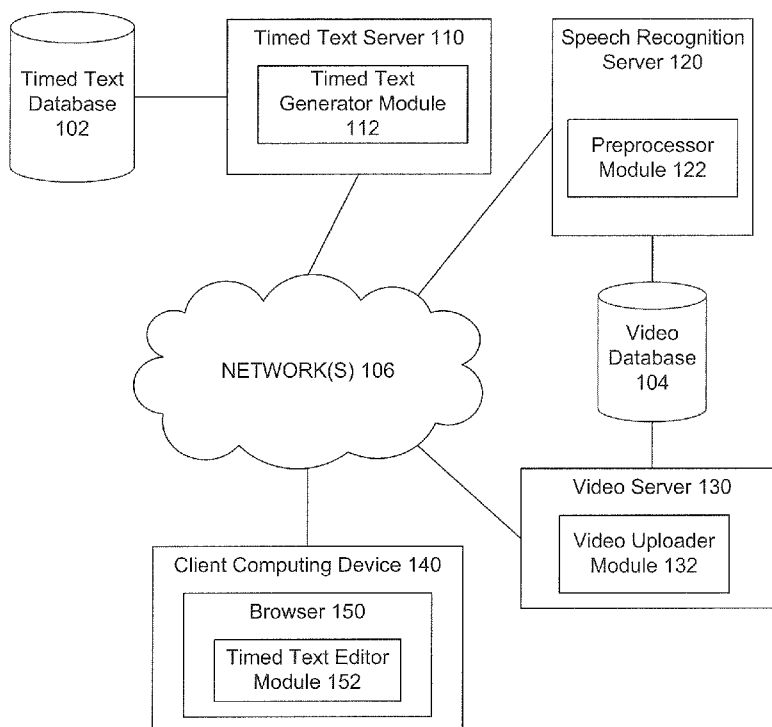 Timed Text
Database
102
Timed Text Server 110
Timed Text
Generator Module
112
Speech Recognition
Server 120
Preprocessor
Module 122
NETWORK(S) 106
Video
Database
104
Video Server 130
Video Uploader
Module 132
Client Computing Device 140
Browser 150
Timed Text Editor
Module 152